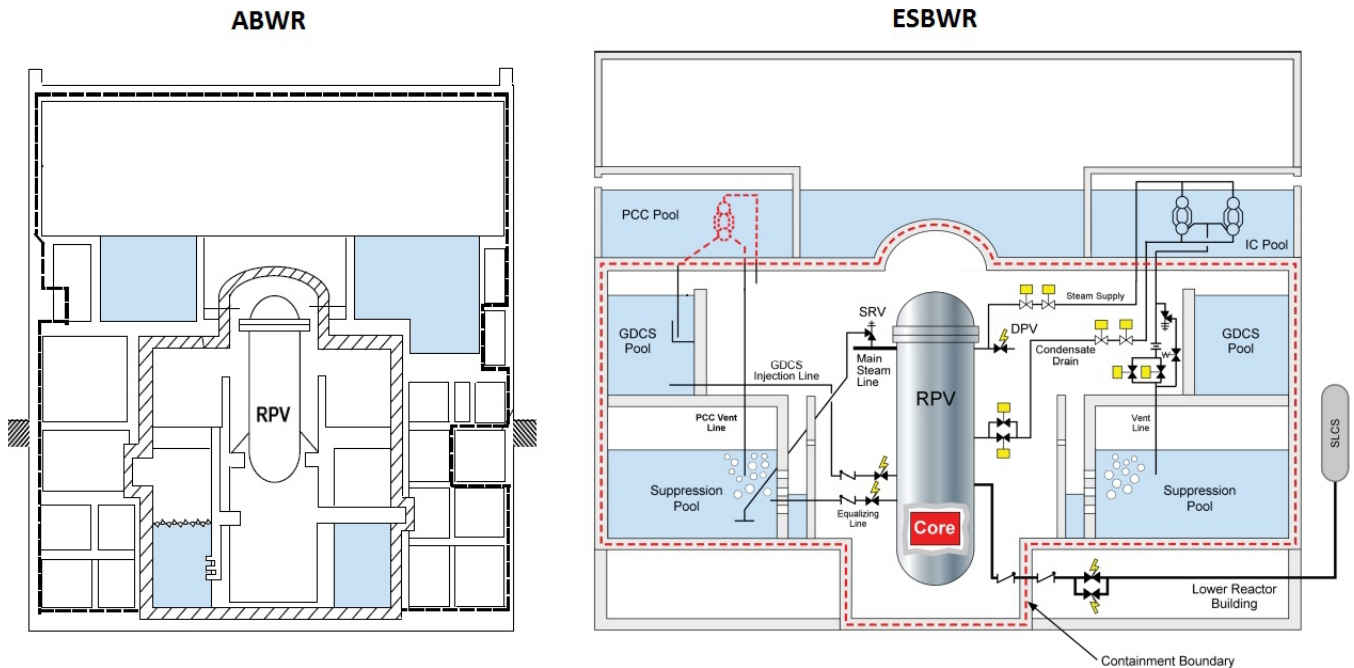 ABWR
ESBWR
RPV
PCC Pool
IC Pool
Steam Supply
SRV
DPV
GDCS
Pool
Main
Steam
Line
Condensate
Drain
GDCS
Pool
GDCS
Injection Line
RPV
PCC Vent
Line
Vent
Line
SLCS
Suppression
Pool
Equalizing
Line
Core
Suppression
Pool
Lower Reactor
Building
Containment Boundary